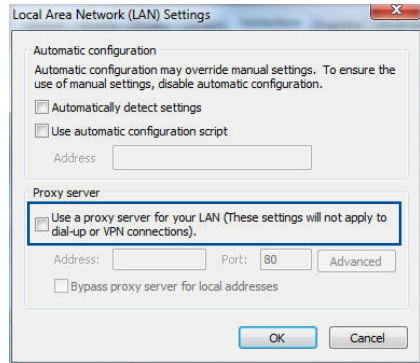 Local Area Network (LAN) Settings
Automatic configuration
Automatic configuration may override manual settings. To ensure the
use of manual settings, disable automatic configuration.
Automatically detect settings
Use automatic configuration script
Address
Proxy server
Use a proxy server for your LAN (These settings will not apply to
dial-up or VPN connections).
Address: Port: 80 Advanced
Bypass proxy server for local addresses
OK Cancel